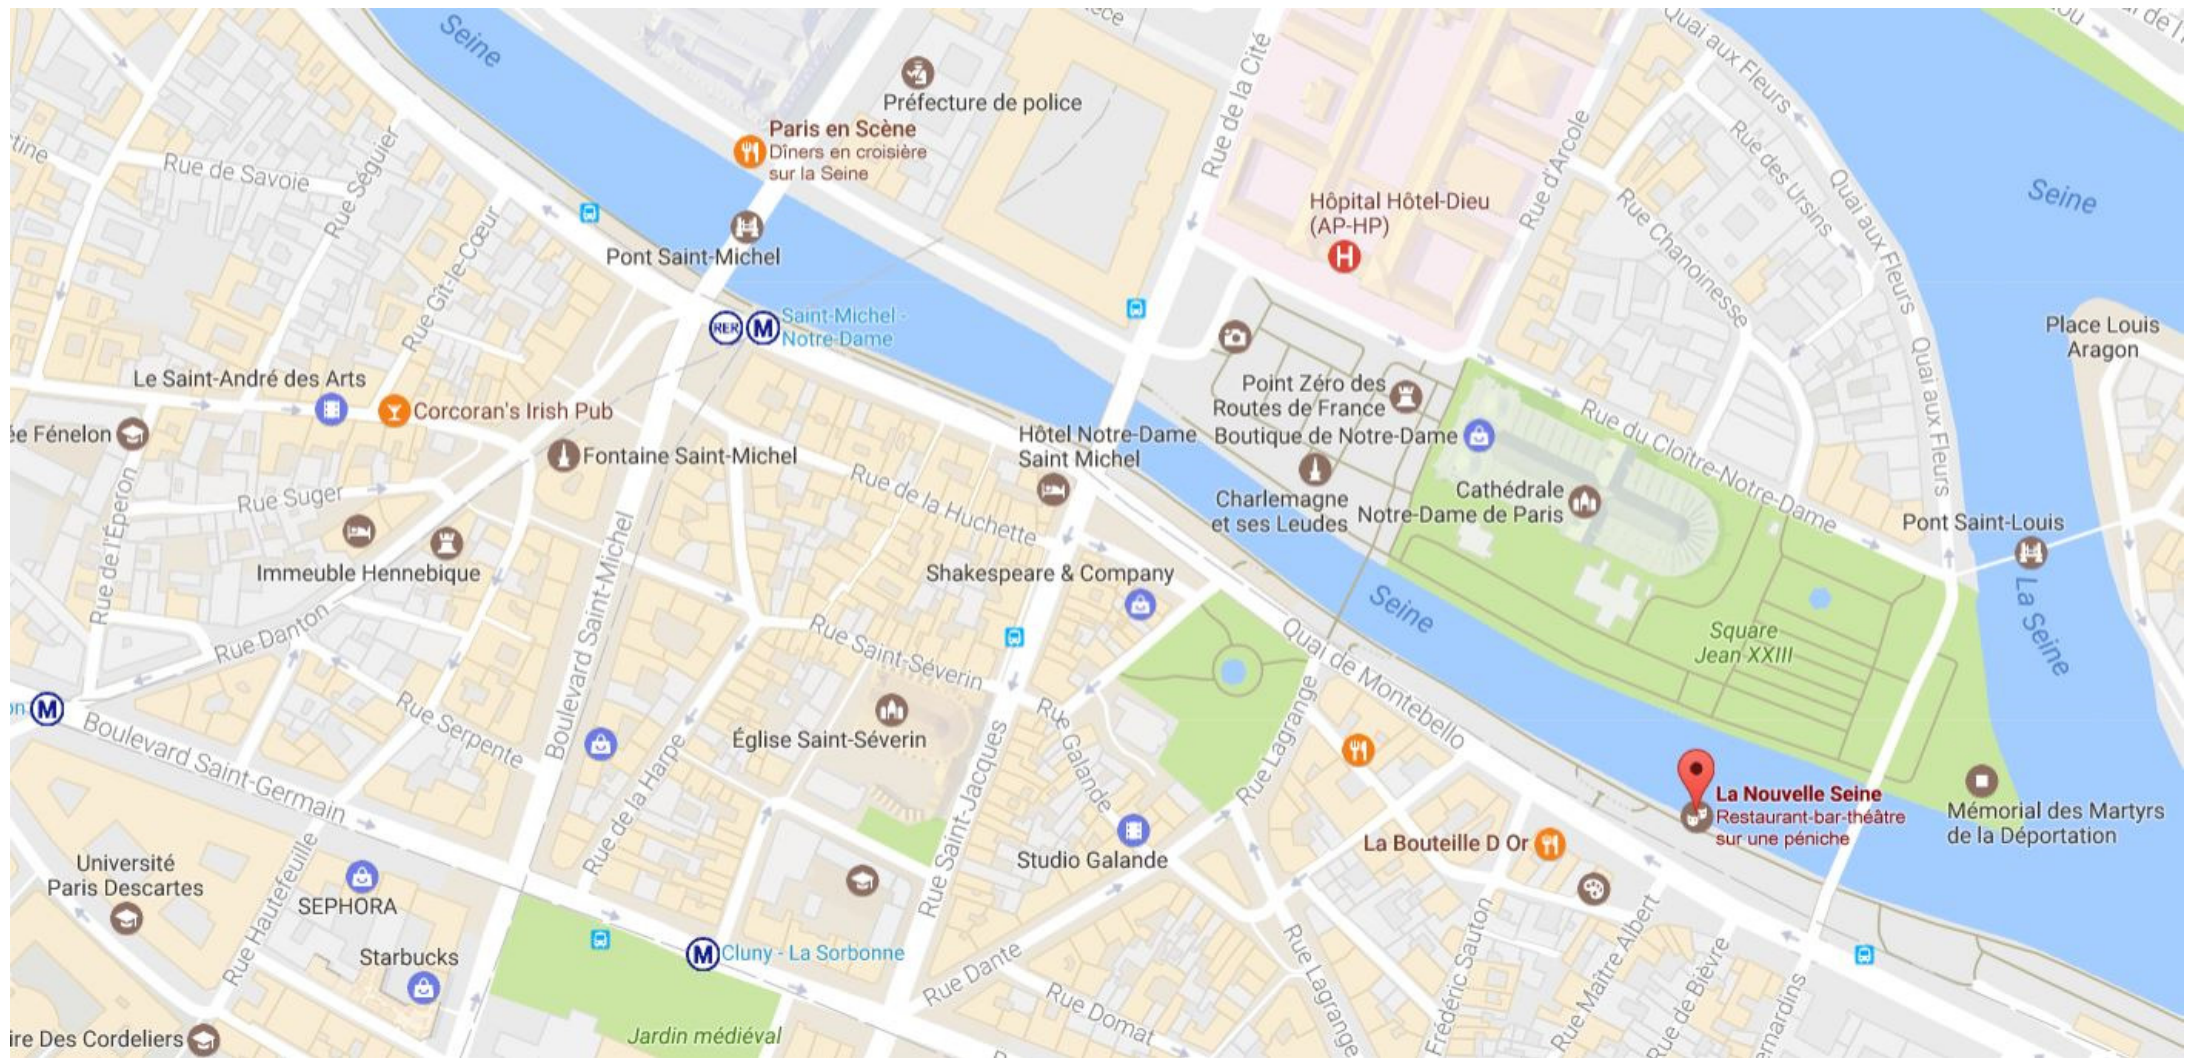 Seine
Préfecture de police
Paris en Scène
Dîners en croisière
sur la Seine
Rue de la Cité
Quai aux Fleurs
Rue des Ursins
Rue d'Arcole
Quai aux Fleurs
Seine
Rue de Savoie
Rue Séguier
Rue Gît-le-Cœur
Pont Saint-Michel
Hôpital Hôtel-Dieu
(AP-HP)
H
Rue Chanoinesse
RER
M
Saint-Michel -
Notre-Dame
Place Louis
Aragon
Quai aux Fleurs
Le Saint-André des Arts
Corcoran's Irish Pub
Point Zéro des
Routes de France
Boutique de Notre-Dame
Rue du Cloître-Notre-Dame
Fénelon
Fontaine Saint-Michel
Hôtel Notre-Dame
Saint Michel
Rue de la Huchette
Charlemagne
et ses Leudes
Cathédrale
Notre-Dame de Paris
Rue Suger
Rue de l'Éperon
Immeuble Hennebique
Shakespeare & Company
Pont Saint-Louis
La Seine
Seine
Square
Jean XXIII
Rue Danton
Boulevard Saint-Michel
Rue Saint-Séverin
Quai de Montebello
M
Boulevard Saint-Germain
Rue Serpente
Église Saint-Séverin
Rue Galande
Rue Lagrange
Rue de la Harpe
Rue Saint-Jacques
La Nouvelle Seine
Restaurant-bar-théâtre
sur une péniche
Mémorial des Martyrs
de la Déportation
La Bouteille D Or
Studio Galande
Université
Paris Descartes
SEPHORA
Rue Hautefeuille
Starbucks
M
Cluny - La Sorbonne
Rue Dante
Rue Domat
Rue Lagrange
Frédéric Sauton
Rue Maître Albert
Rue de Bièvre
Jardin médiéval
Des Cordeliers